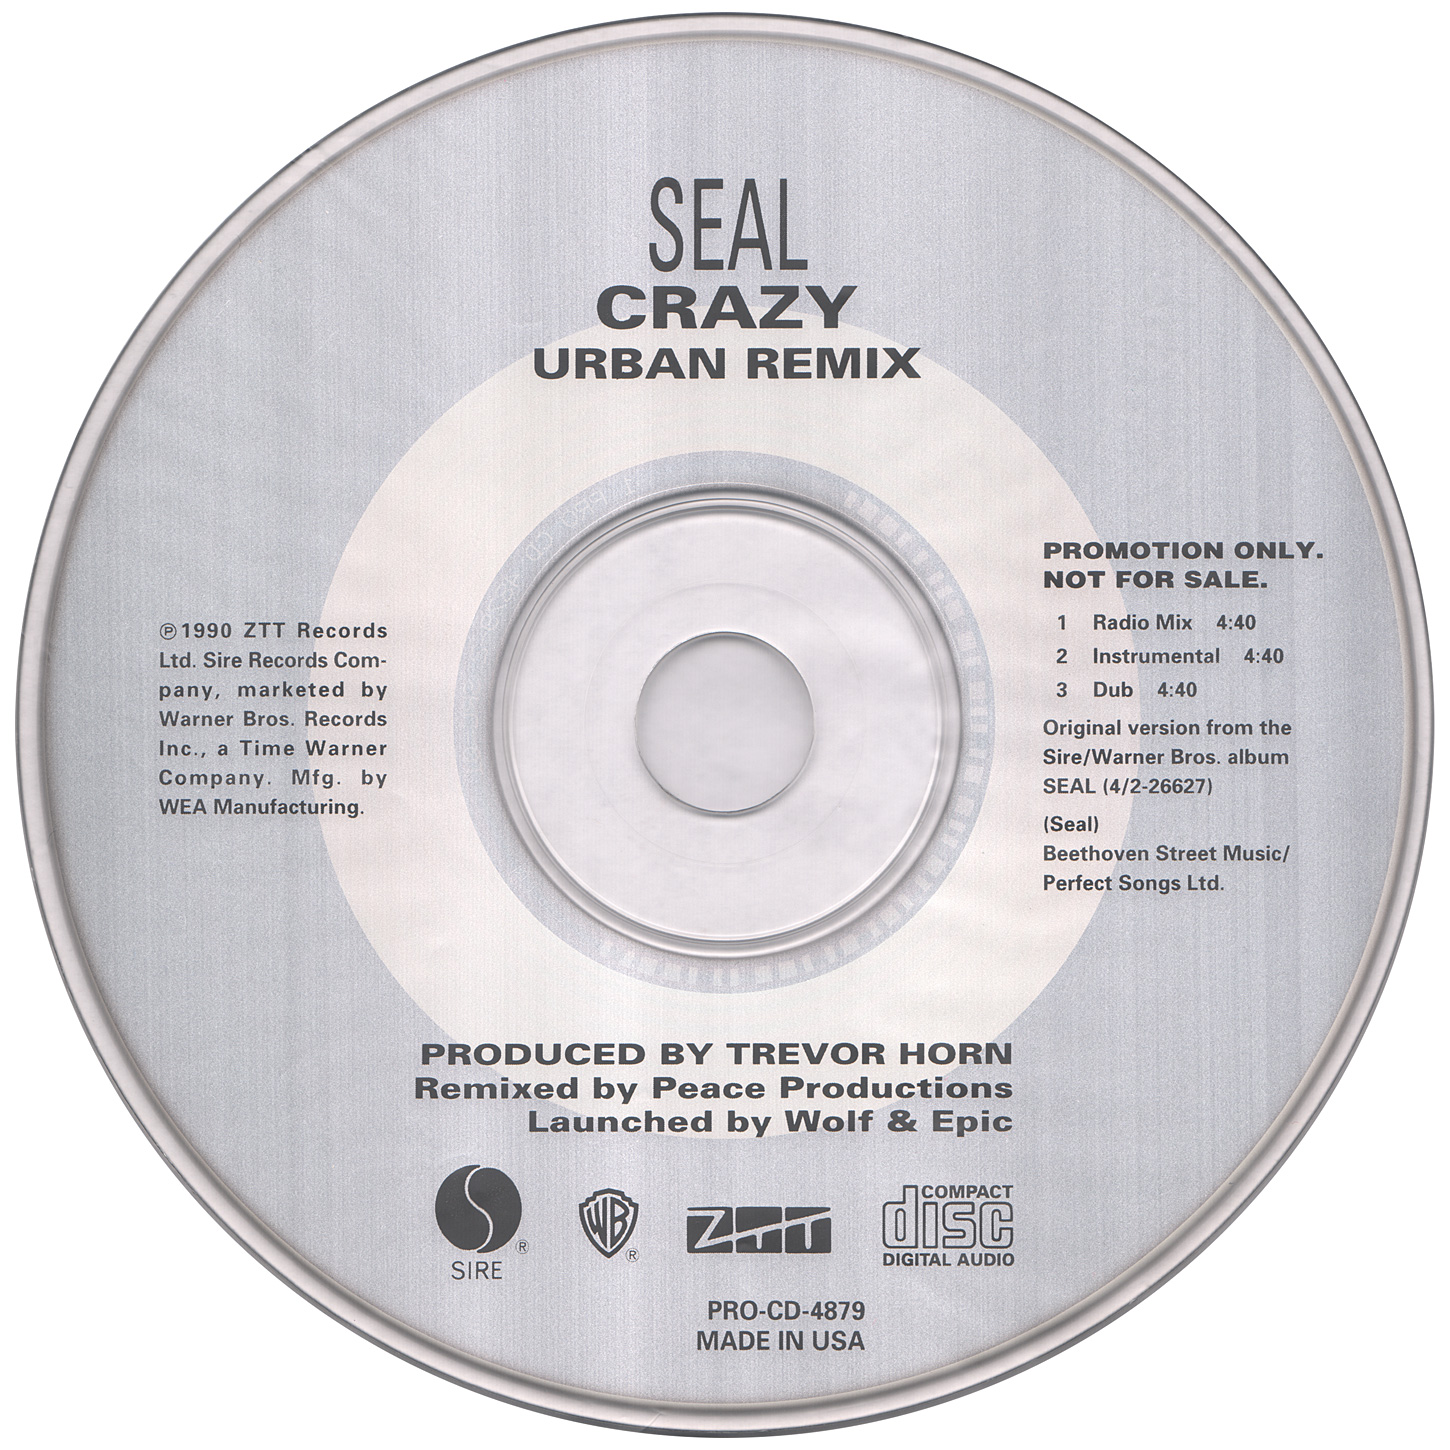 SEAL
CRAZY
URBAN REMIX
PROMOTION ONLY.
NOT FOR SALE.
1 Radio Mix 4:40
2 Instrumental 4:40
3 Dub 4:40
Original version from the
Sire/Warner Bros. album
SEAL (4/2-26627)
(Seal)
Beethoven Street Music/
Perfect Songs Ltd.
℗1990 ZTT Records
Ltd. Sire Records Com-
pany, marketed by
Warner Bros. Records
Inc., a Time Warner
Company. Mfg. by
WEA Manufacturing.
PRODUCED BY TREVOR HORN
Remixed by Peace Productions
Launched by Wolf & Epic
SIRE ®
WB ®
ZTT
COMPACT
disc
DIGITAL AUDIO
PRO-CD-4879
MADE IN USA